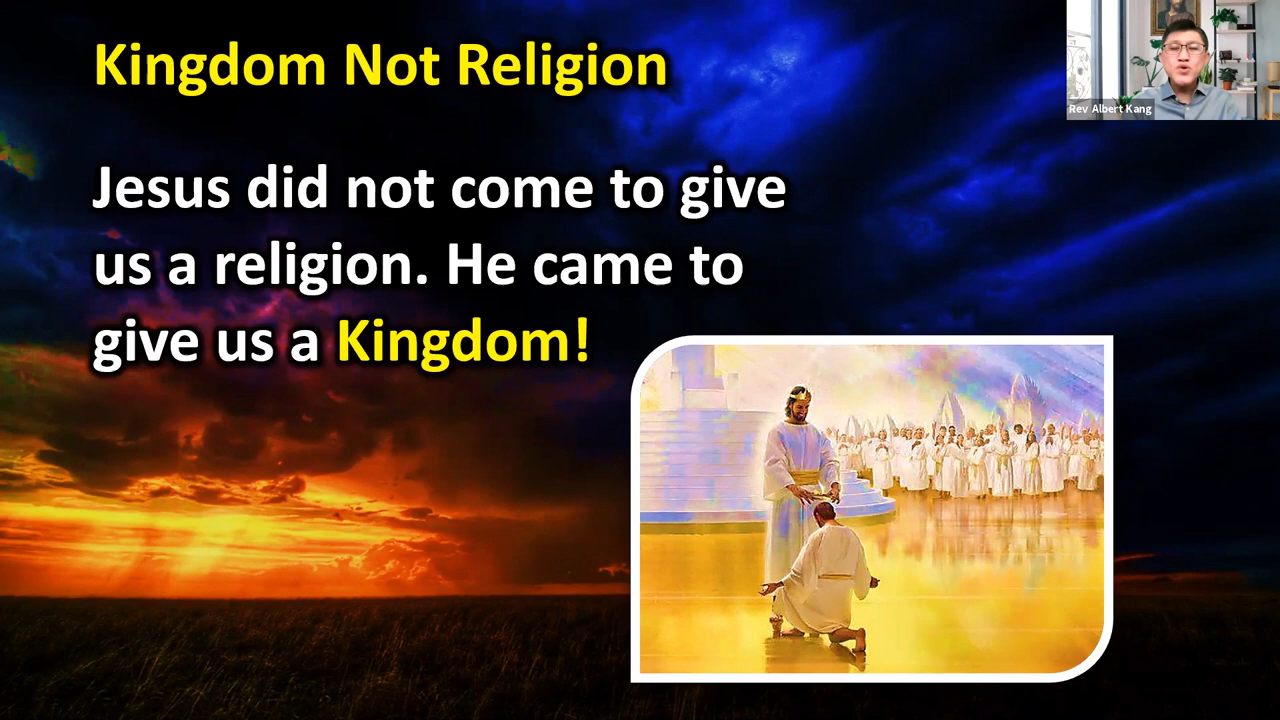 Kingdom Not Religion
Rev Albert Kang
Jesus did not come to give
us a religion. He came to
give us a Kingdom!